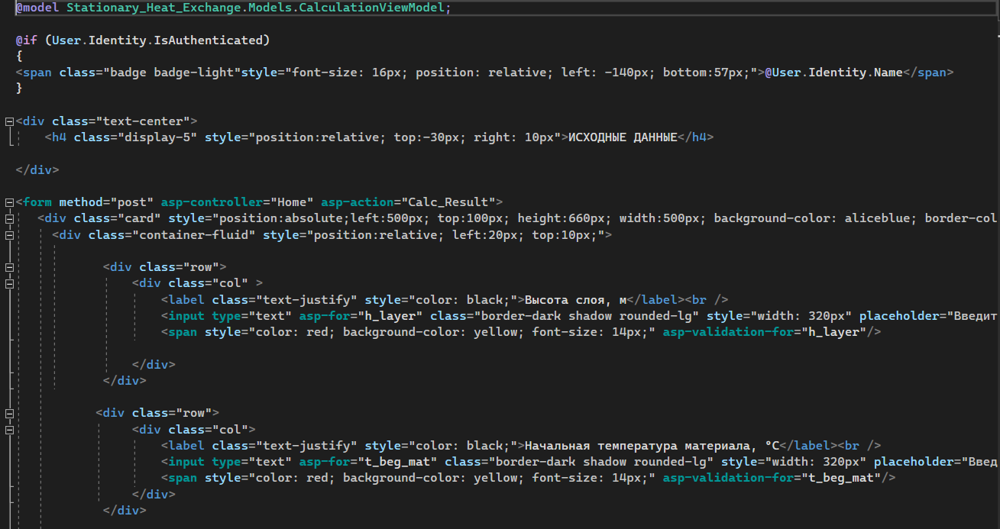 @model Stationary_Heat_Exchange.Models.CalculationViewModel;
@if (User.Identity.IsAuthenticated)
{
<span class="badge badge-light"style="font-size: 16px; position: relative; left: -140px; bottom:57px;">@User.Identity.Name</span>
}
<div class="text-center">
<h4 class="display-5" style="position:relative; top:-30px; right: 10px">ИСХОДНЫЕ ДАННЫЕ</h4>
</div>
<form method="post" asp-controller="Home" asp-action="Calc_Result">
<div class="card" style="position:absolute;left:500px; top:100px; height:660px; width:500px; background-color: aliceblue; border-col
<div class="container-fluid" style="position:relative; left:20px; top:10px;">
<div class="row">
<div class="col" >
<label class="text-justify" style="color: black;">Высота слоя, м</label><br />
<input type="text" asp-for="h_layer" class="border-dark shadow rounded-lg" style="width: 320px" placeholder="Введит
<span style="color: red; background-color: yellow; font-size: 14px;" asp-validation-for="h_layer"/>
</div>
</div>
<div class="row">
<div class="col">
<label class="text-justify" style="color: black;">Начальная температура материала, °C</label><br />
<input type="text" asp-for="t_beg_mat" class="border-dark shadow rounded-lg" style="width: 320px" placeholder="Введ
<span style="color: red; background-color: yellow; font-size: 14px;" asp-validation-for="t_beg_mat"/>
</div>
</div>